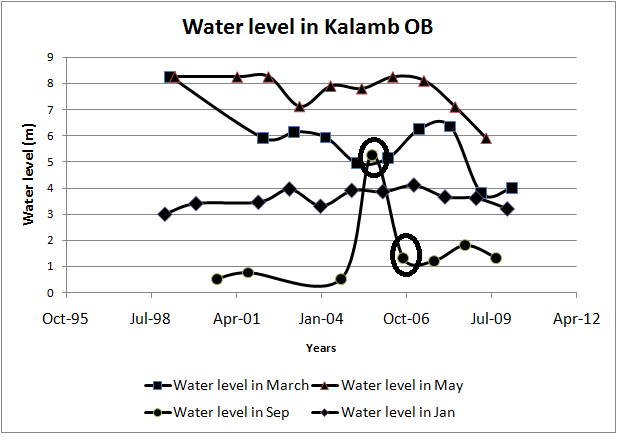 Water level in Kalamb OB
Water level (m)
9
8
7
6
5
4
3
2
1
0
Oct-95 Jul-98 Apr-01 Jan-04 Oct-06 Jul-09 Apr-12
Years
Water level in March Water level in May
Water level in Sep Water level in Jan